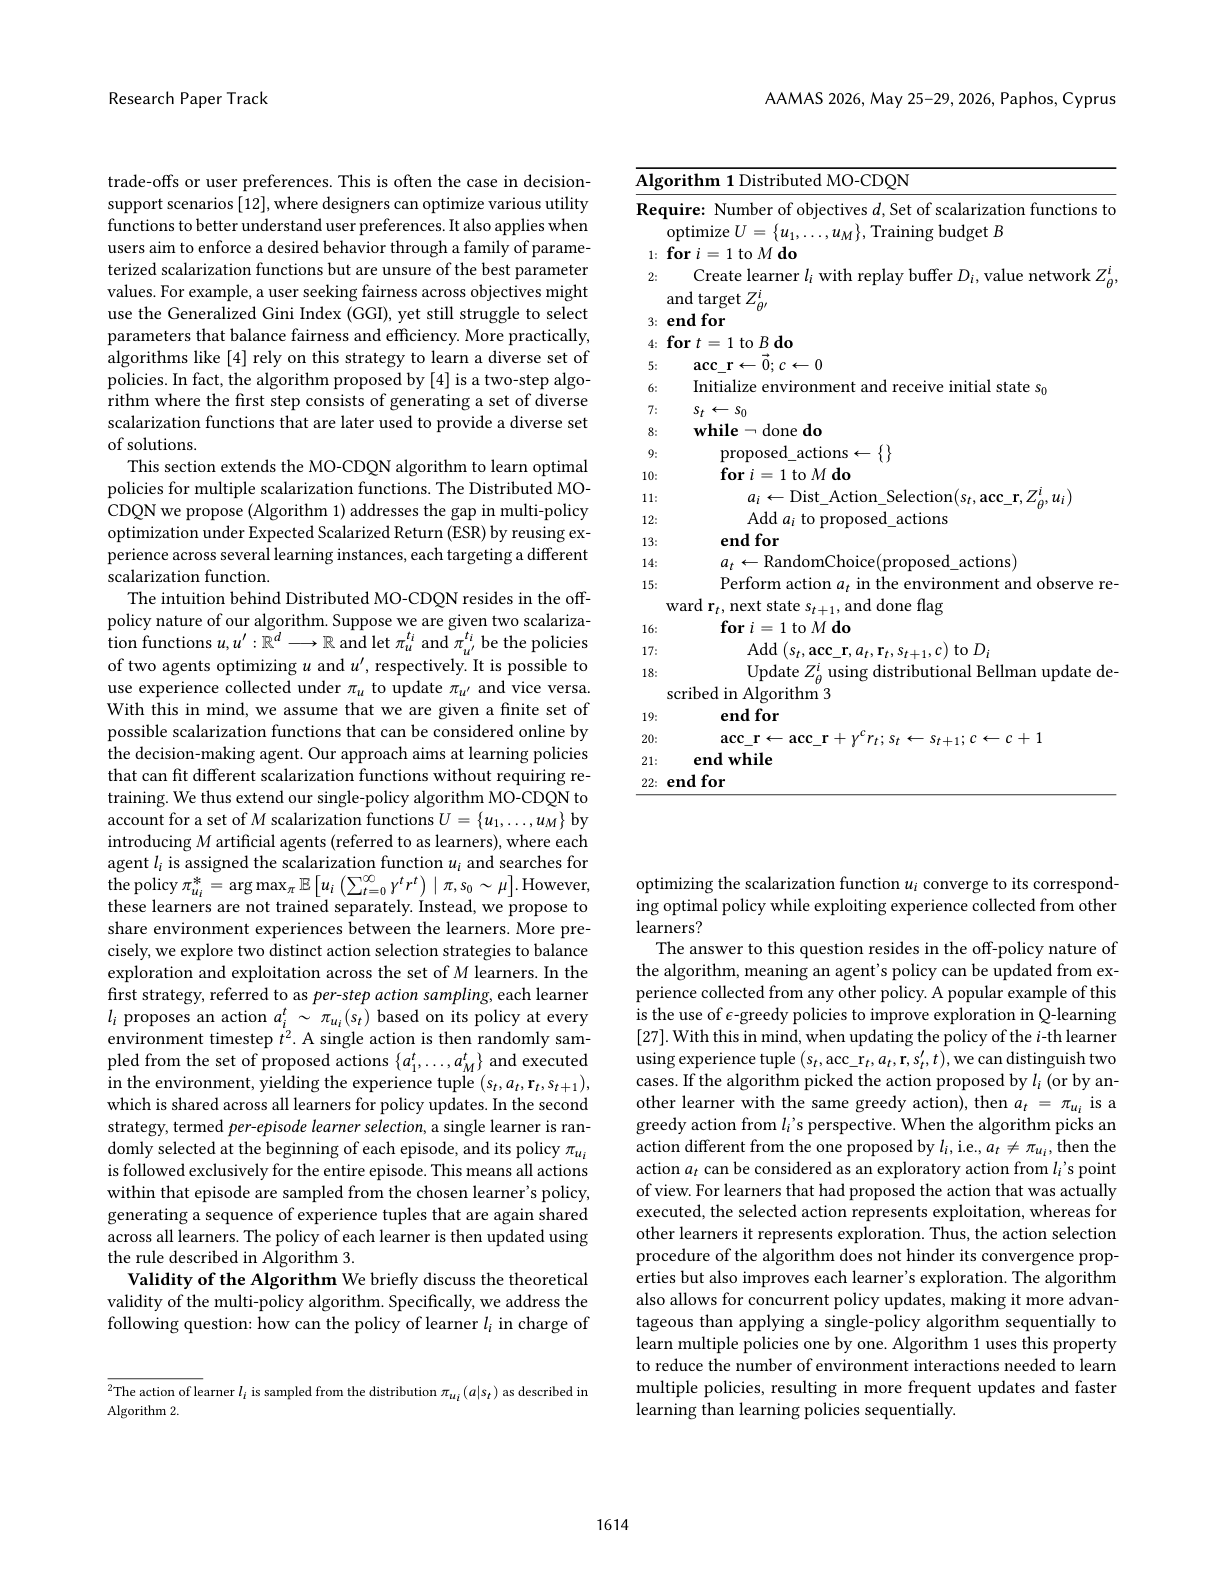 Research Paper Track
AAMAS 2026, May 25–29, 2026, Paphos, Cyprus
trade-offs or user preferences. This is often the case in decision-
support scenarios [12], where designers can optimize various utility
functions to better understand user preferences. It also applies when
users aim to enforce a desired behavior through a family of parame-
terized scalarization functions but are unsure of the best parameter
values. For example, a user seeking fairness across objectives might
use the Generalized Gini Index (GGI), yet still struggle to select
parameters that balance fairness and efficiency. More practically,
algorithms like [4] rely on this strategy to learn a diverse set of
policies. In fact, the algorithm proposed by [4] is a two-step algo-
rithm where the first step consists of generating a set of diverse
scalarization functions that are later used to provide a diverse set
of solutions.
This section extends the MO-CDQN algorithm to learn optimal
policies for multiple scalarization functions. The Distributed MO-
CDQN we propose (Algorithm 1) addresses the gap in multi-policy
optimization under Expected Scalarized Return (ESR) by reusing ex-
perience across several learning instances, each targeting a different
scalarization function.
The intuition behind Distributed MO-CDQN resides in the off-
policy nature of our algorithm. Suppose we are given two scalariza-
tion functions u, u′ : ℝ^d ⟶ ℝ and let π_u^{t_i} and π_{u′}^{t_i} be the policies
of two agents optimizing u and u′, respectively. It is possible to
use experience collected under π_u to update π_{u′} and vice versa.
With this in mind, we assume that we are given a finite set of
possible scalarization functions that can be considered online by
the decision-making agent. Our approach aims at learning policies
that can fit different scalarization functions without requiring re-
training. We thus extend our single-policy algorithm MO-CDQN to
account for a set of M scalarization functions U = {u_1, . . . , u_M} by
introducing M artificial agents (referred to as learners), where each
agent l_i is assigned the scalarization function u_i and searches for
the policy π*_{u_i} = arg max_π 𝔼 [u_i (∑_{t=0}^∞ γ^t r^t) | π, s_0 ∼ μ]. However,
these learners are not trained separately. Instead, we propose to
share environment experiences between the learners. More pre-
cisely, we explore two distinct action selection strategies to balance
exploration and exploitation across the set of M learners. In the
first strategy, referred to as per-step action sampling, each learner
l_i proposes an action a_i^t ∼ π_{u_i}(s_t) based on its policy at every
environment timestep t². A single action is then randomly sam-
pled from the set of proposed actions {a_1^t, . . . , a_M^t} and executed
in the environment, yielding the experience tuple (s_t, a_t, r_t, s_{t+1}),
which is shared across all learners for policy updates. In the second
strategy, termed per-episode learner selection, a single learner is ran-
domly selected at the beginning of each episode, and its policy π_{u_i}
is followed exclusively for the entire episode. This means all actions
within that episode are sampled from the chosen learner's policy,
generating a sequence of experience tuples that are again shared
across all learners. The policy of each learner is then updated using
the rule described in Algorithm 3.
Validity of the Algorithm We briefly discuss the theoretical
validity of the multi-policy algorithm. Specifically, we address the
following question: how can the policy of learner l_i in charge of
²The action of learner l_i is sampled from the distribution π_{u_i}(a|s_t) as described in
Algorithm 2.
Algorithm 1 Distributed MO-CDQN
Require: Number of objectives d, Set of scalarization functions to
optimize U = {u_1, . . . , u_M}, Training budget B
1: for i = 1 to M do
2: Create learner l_i with replay buffer D_i, value network Z_θ^i,
and target Z_{θ′}^i
3: end for
4: for t = 1 to B do
5: acc_r ← 0⃗; c ← 0
6: Initialize environment and receive initial state s_0
7: s_t ← s_0
8: while ¬ done do
9: proposed_actions ← {}
10: for i = 1 to M do
11: a_i ← Dist_Action_Selection(s_t, acc_r, Z_θ^i, u_i)
12: Add a_i to proposed_actions
13: end for
14: a_t ← RandomChoice(proposed_actions)
15: Perform action a_t in the environment and observe re-
ward r_t, next state s_{t+1}, and done flag
16: for i = 1 to M do
17: Add (s_t, acc_r, a_t, r_t, s_{t+1}, c) to D_i
18: Update Z_θ^i using distributional Bellman update de-
scribed in Algorithm 3
19: end for
20: acc_r ← acc_r + γ^c r_t; s_t ← s_{t+1}; c ← c + 1
21: end while
22: end for
optimizing the scalarization function u_i converge to its correspond-
ing optimal policy while exploiting experience collected from other
learners?
The answer to this question resides in the off-policy nature of
the algorithm, meaning an agent's policy can be updated from ex-
perience collected from any other policy. A popular example of this
is the use of ϵ-greedy policies to improve exploration in Q-learning
[27]. With this in mind, when updating the policy of the i-th learner
using experience tuple (s_t, acc_r_t, a_t, r, s′_t, t), we can distinguish two
cases. If the algorithm picked the action proposed by l_i (or by an-
other learner with the same greedy action), then a_t = π_{u_i} is a
greedy action from l_i's perspective. When the algorithm picks an
action different from the one proposed by l_i, i.e., a_t ≠ π_{u_i}, then the
action a_t can be considered as an exploratory action from l_i's point
of view. For learners that had proposed the action that was actually
executed, the selected action represents exploitation, whereas for
other learners it represents exploration. Thus, the action selection
procedure of the algorithm does not hinder its convergence prop-
erties but also improves each learner's exploration. The algorithm
also allows for concurrent policy updates, making it more advan-
tageous than applying a single-policy algorithm sequentially to
learn multiple policies one by one. Algorithm 1 uses this property
to reduce the number of environment interactions needed to learn
multiple policies, resulting in more frequent updates and faster
learning than learning policies sequentially.
1614